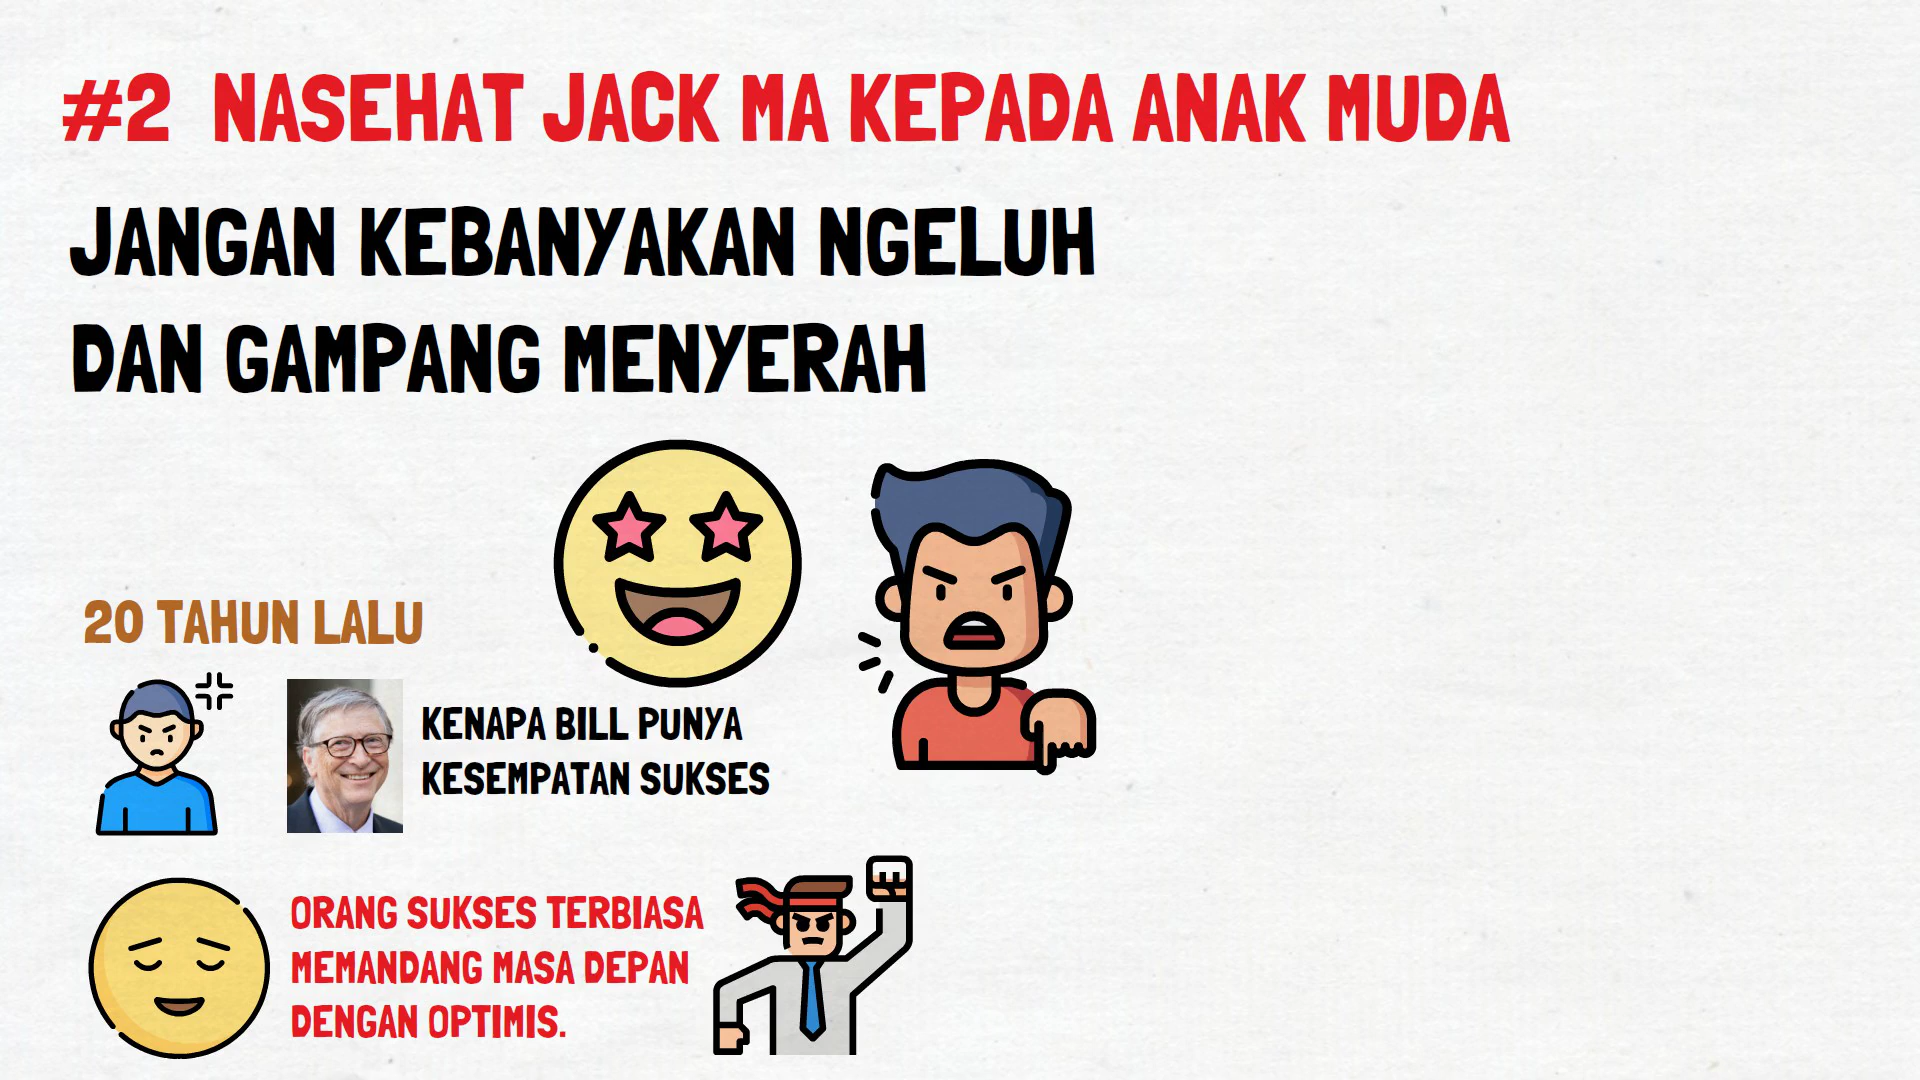 #2 NASEHAT JACK MA KEPADA ANAK MUDA
JANGAN KEBANYAKAN NGELUH
DAN GAMPANG MENYERAH
20 TAHUN LALU
KENAPA BILL PUNYA
KESEMPATAN SUKSES
ORANG SUKSES TERBIASA
MEMANDANG MASA DEPAN
DENGAN OPTIMIS.